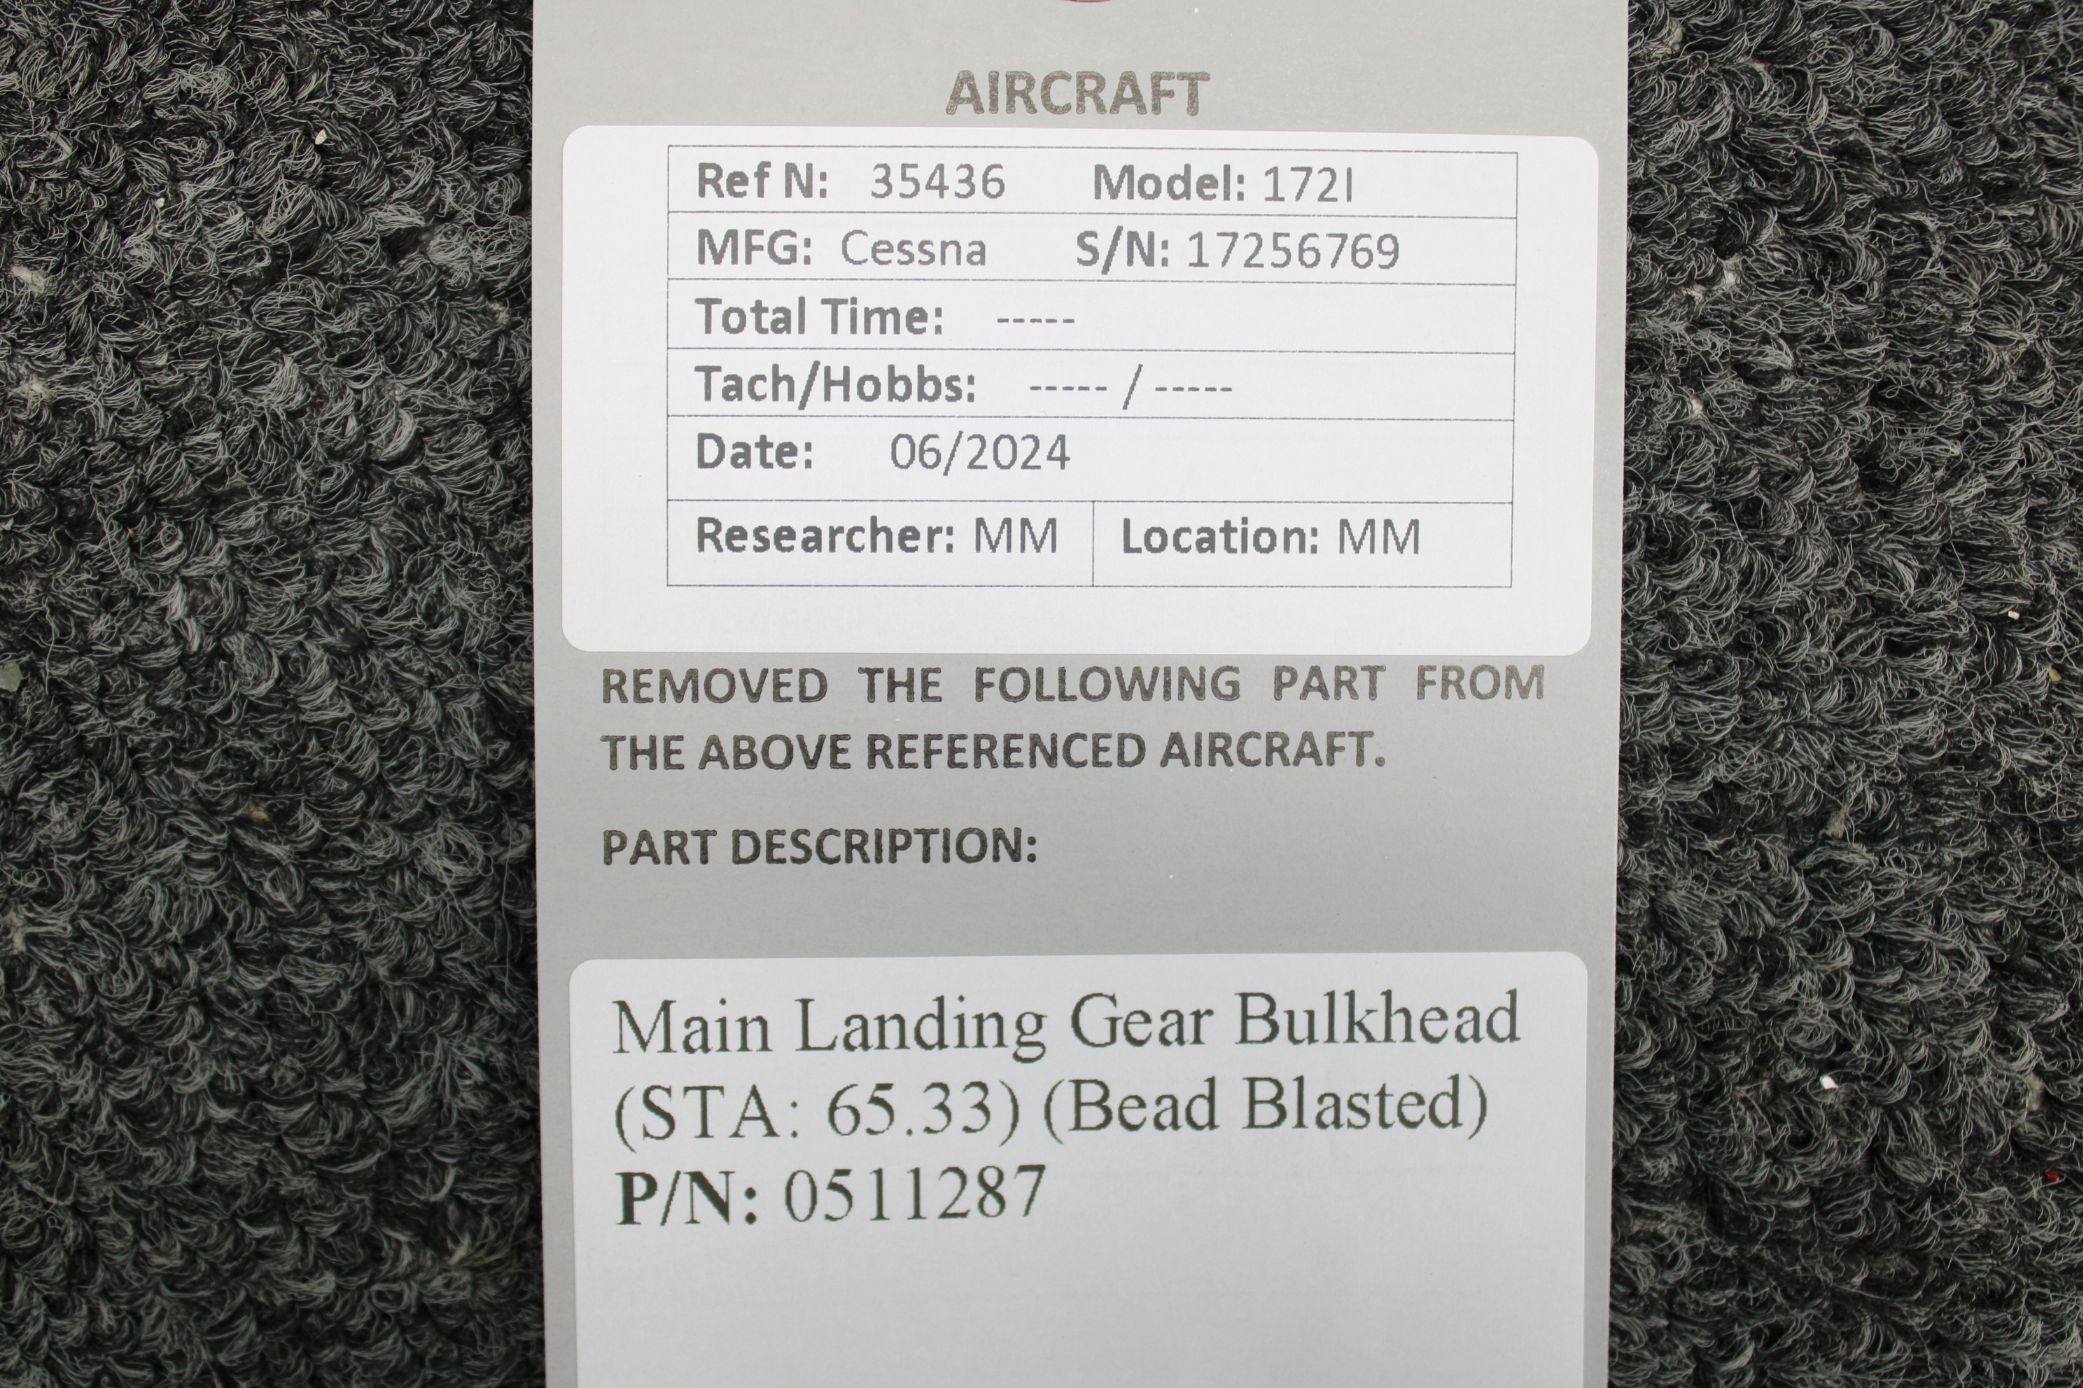 AIRCRAFT
Ref N: 35436 Model: 172I
MFG: Cessna S/N: 17256769
Total Time: -----
Tach/Hobbs: ----- / -----
Date: 06/2024
Researcher: MM Location: MM
REMOVED THE FOLLOWING PART FROM
THE ABOVE REFERENCED AIRCRAFT.
PART DESCRIPTION:
Main Landing Gear Bulkhead
(STA: 65.33) (Bead Blasted)
P/N: 0511287